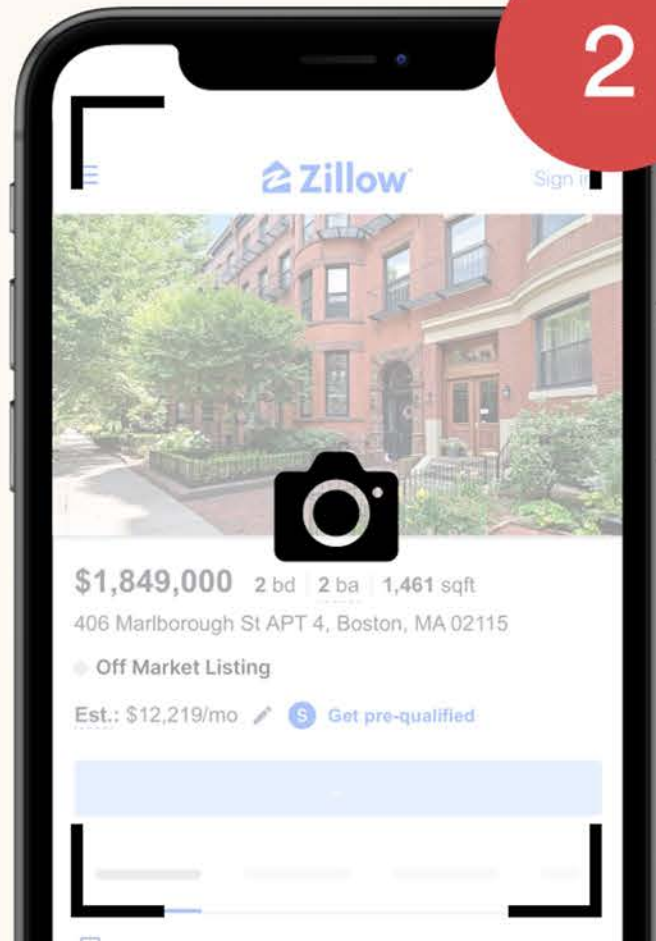 2
Zillow
Sign in
$1,849,000 2 bd 2 ba 1,461 sqft
406 Marlborough St APT 4, Boston, MA 02115
Off Market Listing
Est.: $12,219/mo S Get pre-qualified